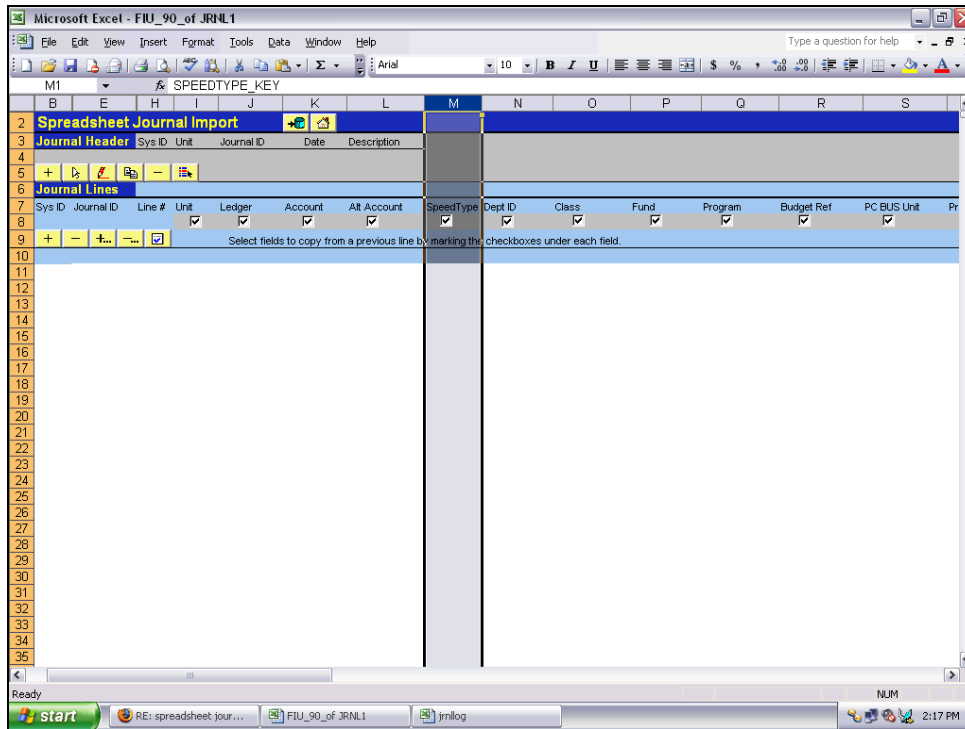 Microsoft Excel - FIU_90_of JRNL1
File Edit View Insert Format Tools Data Window Help
Type a question for help
Arial 10 B I U $ % ,
M1 fx SPEEDTYPE_KEY
B E H I J K L M N O P Q R S
2 Spreadsheet Journal Import
3 Journal Header Sys ID Unit Journal ID Date Description
4
5
6 Journal Lines
7 Sys ID Journal ID Line # Unit Ledger Account Alt Account SpeedType Dept ID Class Fund Program Budget Ref PC BUS Unit Pr
8
9 Select fields to copy from a previous line by marking the checkboxes under each field.
10
11
12
13
14
15
16
17
18
19
20
21
22
23
24
25
26
27
28
29
30
31
32
33
34
35
Ready NUM
start RE: spreadsheet jour... FIU_90_of JRNL1 jrnllog 2:17 PM